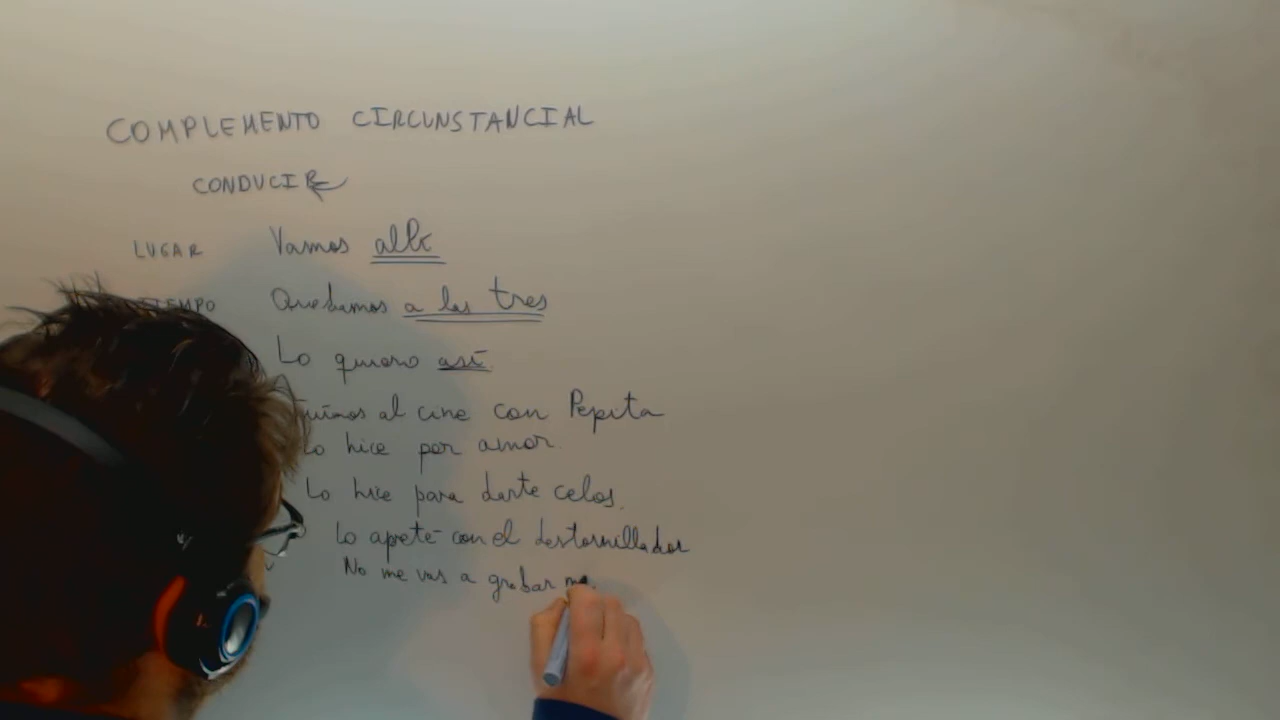 COMPLEMENTO CIRCUNSTANCIAL
CONDUCIR
LUGAR Vamos allí
TIEMPO Quedamos a las tres
Lo quiero así.
al cine con Pepita
Lo hice por amor.
Lo hice para darte celos.
Lo apreté con el destornillador
No me vas a grabar